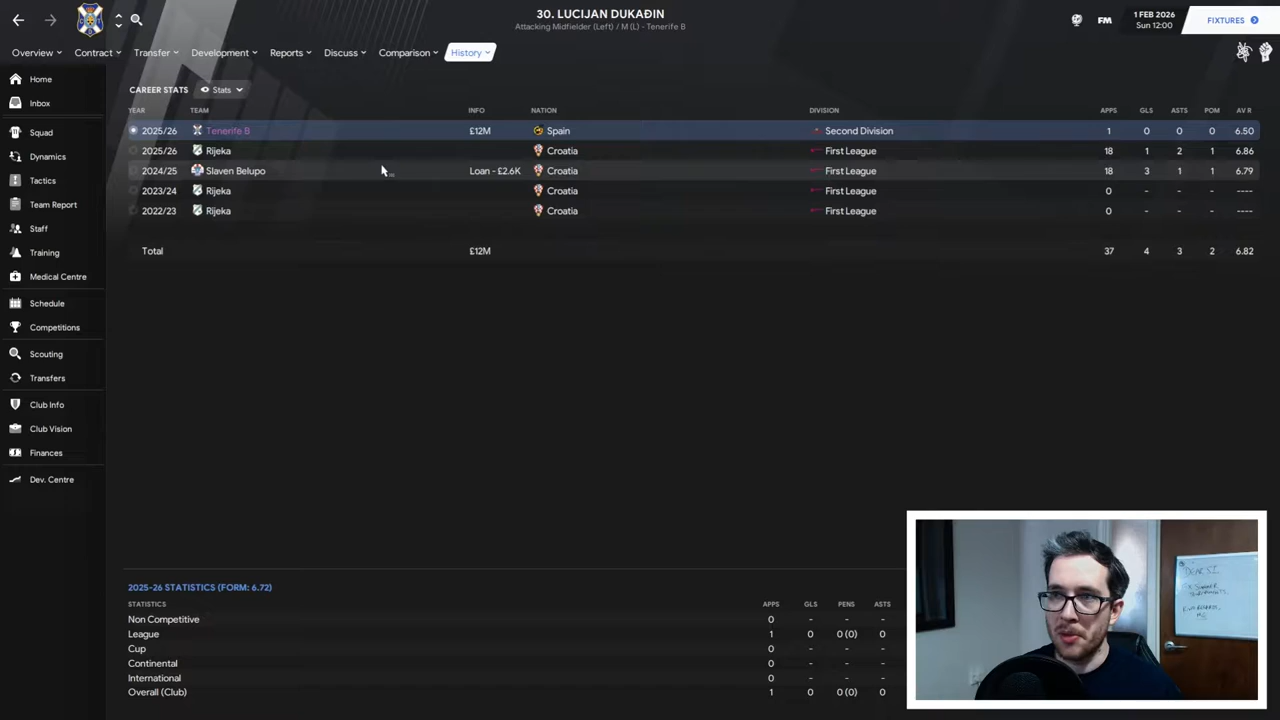 30. LUCIJAN DUKAĐIN
Attacking Midfielder (Left) / M (L) - Tenerife B
FM
1 FEB 2026
Sun 12:00
FIXTURES
Overview
Contract
Transfer
Development
Reports
Discuss
Comparison
History
Home
Inbox
Squad
Dynamics
Tactics
Team Report
Staff
Training
Medical Centre
Schedule
Competitions
Scouting
Transfers
Club Info
Club Vision
Finances
Dev. Centre
CAREER STATS Stats
YEAR TEAM INFO NATION DIVISION APPS GLS ASTS POM AV R
2025/26 Tenerife B £12M Spain Second Division 1 0 0 0 6.50
2025/26 Rijeka Croatia First League 18 1 2 1 6.86
2024/25 Slaven Belupo Loan - £2.6K Croatia First League 18 3 1 1 6.79
2023/24 Rijeka Croatia First League 0 - - - ----
2022/23 Rijeka Croatia First League 0 - - - ----
Total £12M 37 4 3 2 6.82
2025-26 STATISTICS (FORM: 6.72)
STATISTICS APPS GLS PENS ASTS
Non Competitive 0 - - -
League 1 0 0 (0) 0
Cup 0 - - -
Continental 0 - - -
International 0 - - -
Overall (Club) 1 0 0 (0) 0
DEAR S.I.